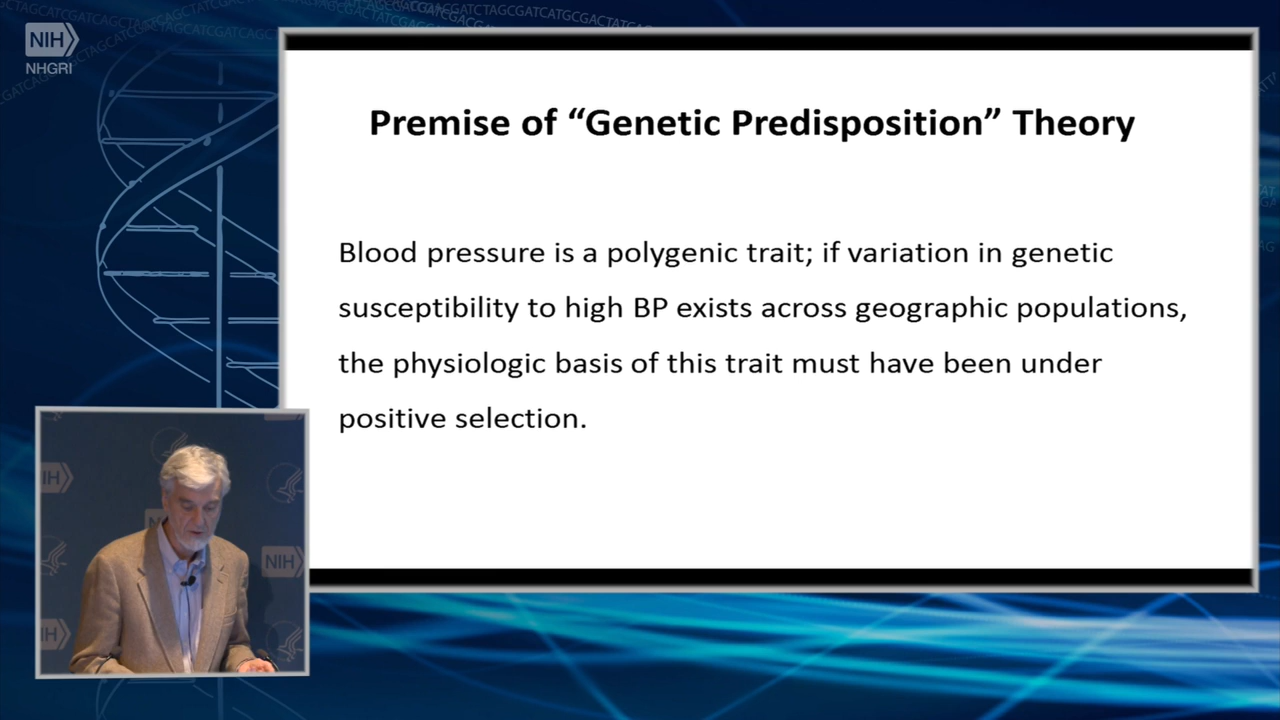 NIH
NHGRI
Premise of “Genetic Predisposition” Theory
Blood pressure is a polygenic trait; if variation in genetic
susceptibility to high BP exists across geographic populations,
the physiologic basis of this trait must have been under
positive selection.
NIH